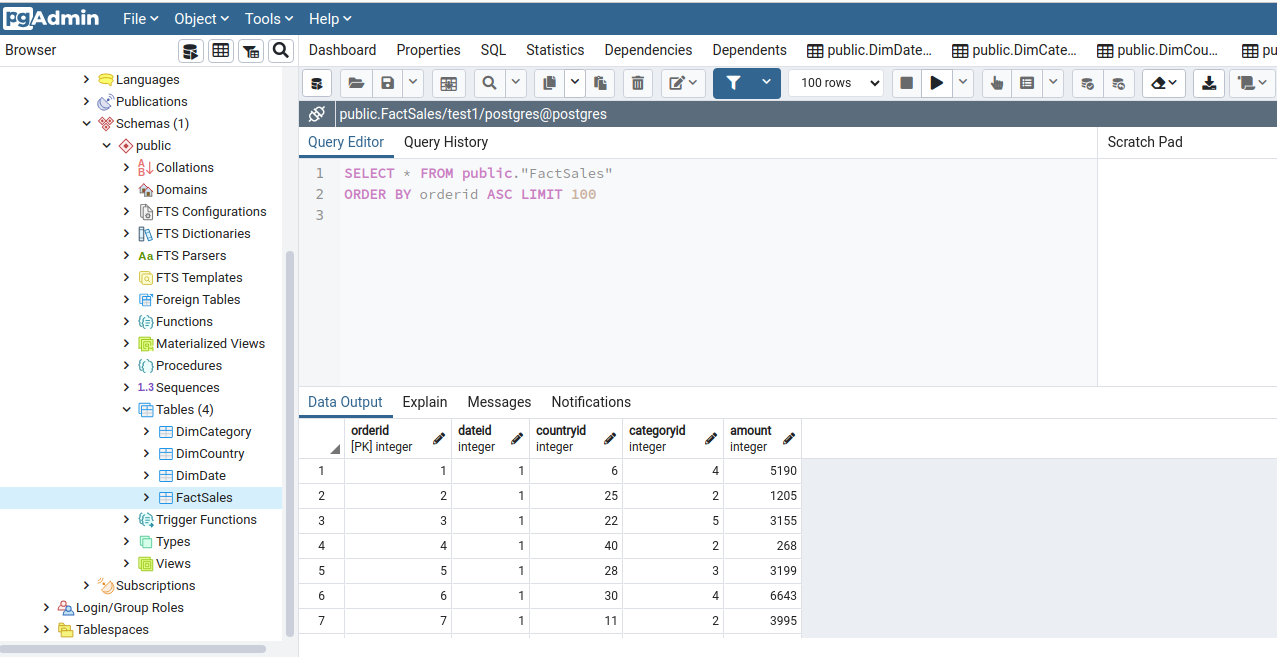 pgAdmin File Object Tools Help
Browser
Dashboard Properties SQL Statistics Dependencies Dependents public.DimDate... public.DimCate... public.DimCou... pu
100 rows
public.FactSales/test1/postgres@postgres
Languages
Publications
Schemas (1)
public
Collations
Domains
FTS Configurations
FTS Dictionaries
Aa FTS Parsers
FTS Templates
Foreign Tables
Functions
Materialized Views
Procedures
1..3 Sequences
Tables (4)
DimCategory
DimCountry
DimDate
FactSales
Trigger Functions
Types
Views
Subscriptions
Login/Group Roles
Tablespaces
Query Editor Query History
Scratch Pad
1 SELECT * FROM public."FactSales"
2 ORDER BY orderid ASC LIMIT 100
3
Data Output Explain Messages Notifications
orderid dateid countryid categoryid amount
[PK] integer integer integer integer integer
1 1 1 6 4 5190
2 2 1 25 2 1205
3 3 1 22 5 3155
4 4 1 40 2 268
5 5 1 28 3 3199
6 6 1 30 4 6643
7 7 1 11 2 3995